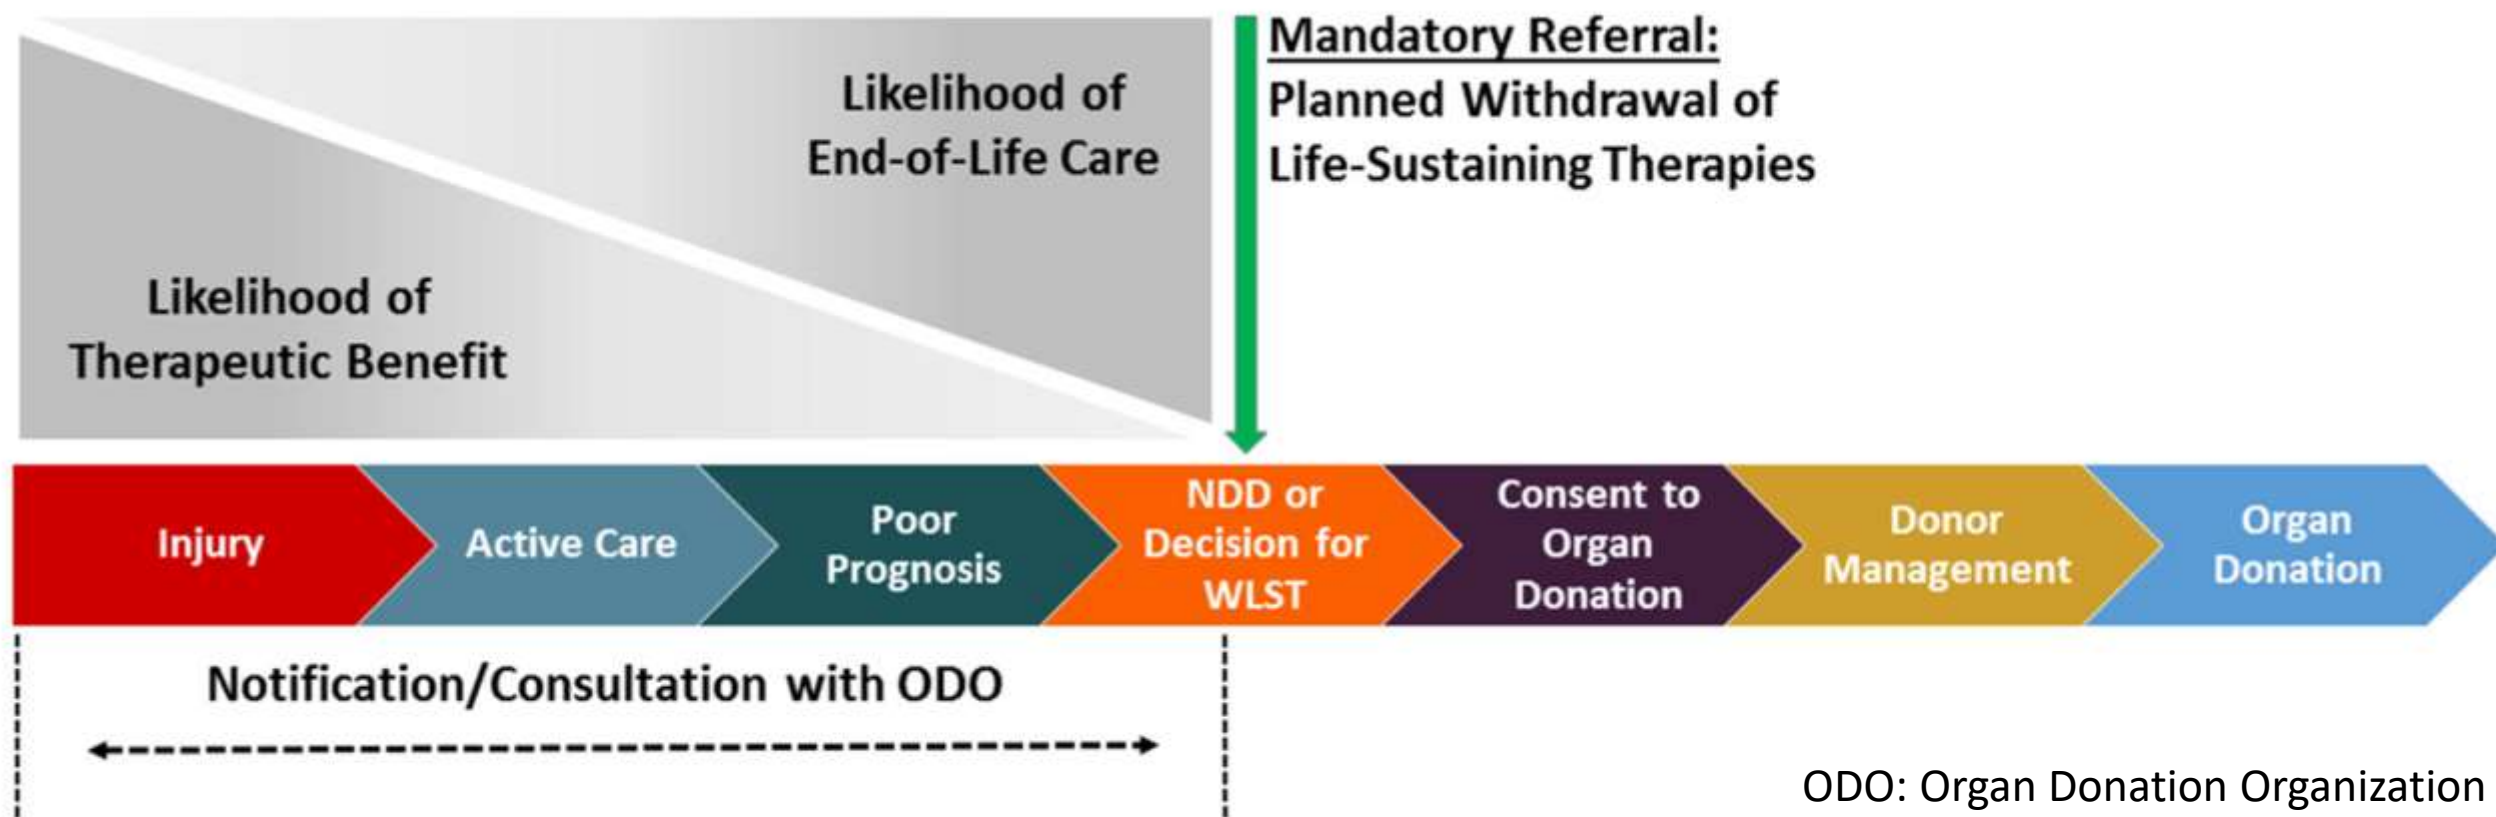 Mandatory Referral:
Planned Withdrawal of
Life-Sustaining Therapies
Likelihood of
End-of-Life Care
Likelihood of
Therapeutic Benefit
Injury
Active Care
Poor
Prognosis
NDD or
Decision for
WLST
Consent to
Organ
Donation
Donor
Management
Organ
Donation
Notification/Consultation with ODO
ODO: Organ Donation Organization